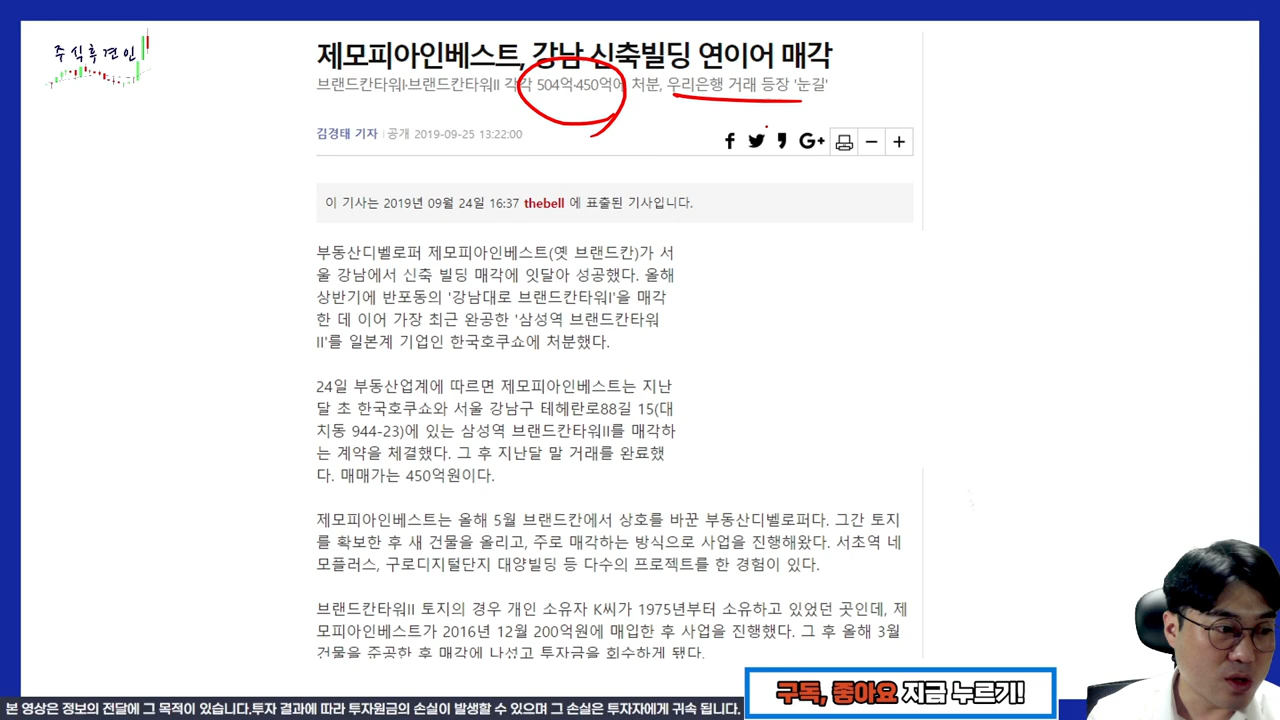 주식후견인
제모피아인베스트, 강남 신축빌딩 연이어 매각
브랜드칸타워I·브랜드칸타워II 각각 504억·450억에 처분, 우리은행 거래 등장 '눈길'
김경태 기자 공개 2019-09-25 13:22:00
이 기사는 2019년 09월 24일 16:37 thebell 에 표출된 기사입니다.
부동산디벨로퍼 제모피아인베스트(옛 브랜드칸)가 서
울 강남에서 신축 빌딩 매각에 잇달아 성공했다. 올해
상반기에 반포동의 '강남대로 브랜드칸타워I'을 매각
한 데 이어 가장 최근 완공한 '삼성역 브랜드칸타워
II'를 일본계 기업인 한국호쿠쇼에 처분했다.
24일 부동산업계에 따르면 제모피아인베스트는 지난
달 초 한국호쿠쇼와 서울 강남구 테헤란로88길 15(대
치동 944-23)에 있는 삼성역 브랜드칸타워II를 매각하
는 계약을 체결했다. 그 후 지난달 말 거래를 완료했
다. 매매가는 450억원이다.
제모피아인베스트는 올해 5월 브랜드칸에서 상호를 바꾼 부동산디벨로퍼다. 그간 토지
를 확보한 후 새 건물을 올리고, 주로 매각하는 방식으로 사업을 진행해왔다. 서초역 네
모플러스, 구로디지털단지 대양빌딩 등 다수의 프로젝트를 한 경험이 있다.
브랜드칸타워II 토지의 경우 개인 소유자 K씨가 1975년부터 소유하고 있었던 곳인데, 제
모피아인베스트가 2016년 12월 200억원에 매입한 후 사업을 진행했다. 그 후 올해 3월
건물을 준공한 후 매각에 나섰고 투자금을 회수하게 됐다.
구독, 좋아요 지금 누르기!
본 영상은 정보의 전달에 그 목적이 있습니다.투자 결과에 따라 투자원금의 손실이 발생할 수 있으며 그 손실은 투자자에게 귀속 됩니다.